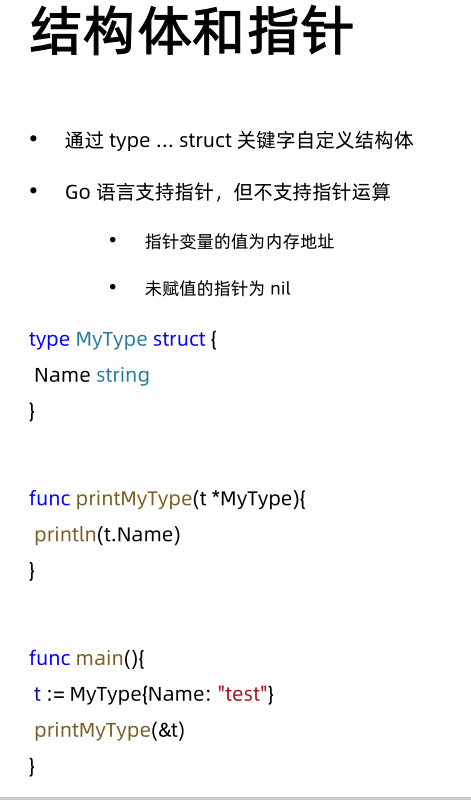 结构体和指针
• 通过 type … struct 关键字自定义结构体
• Go 语言支持指针，但不支持指针运算
• 指针变量的值为内存地址
• 未赋值的指针为 nil
type MyType struct {
Name string
}
func printMyType(t *MyType){
println(t.Name)
}
func main(){
t := MyType{Name: "test"}
printMyType(&t)
}